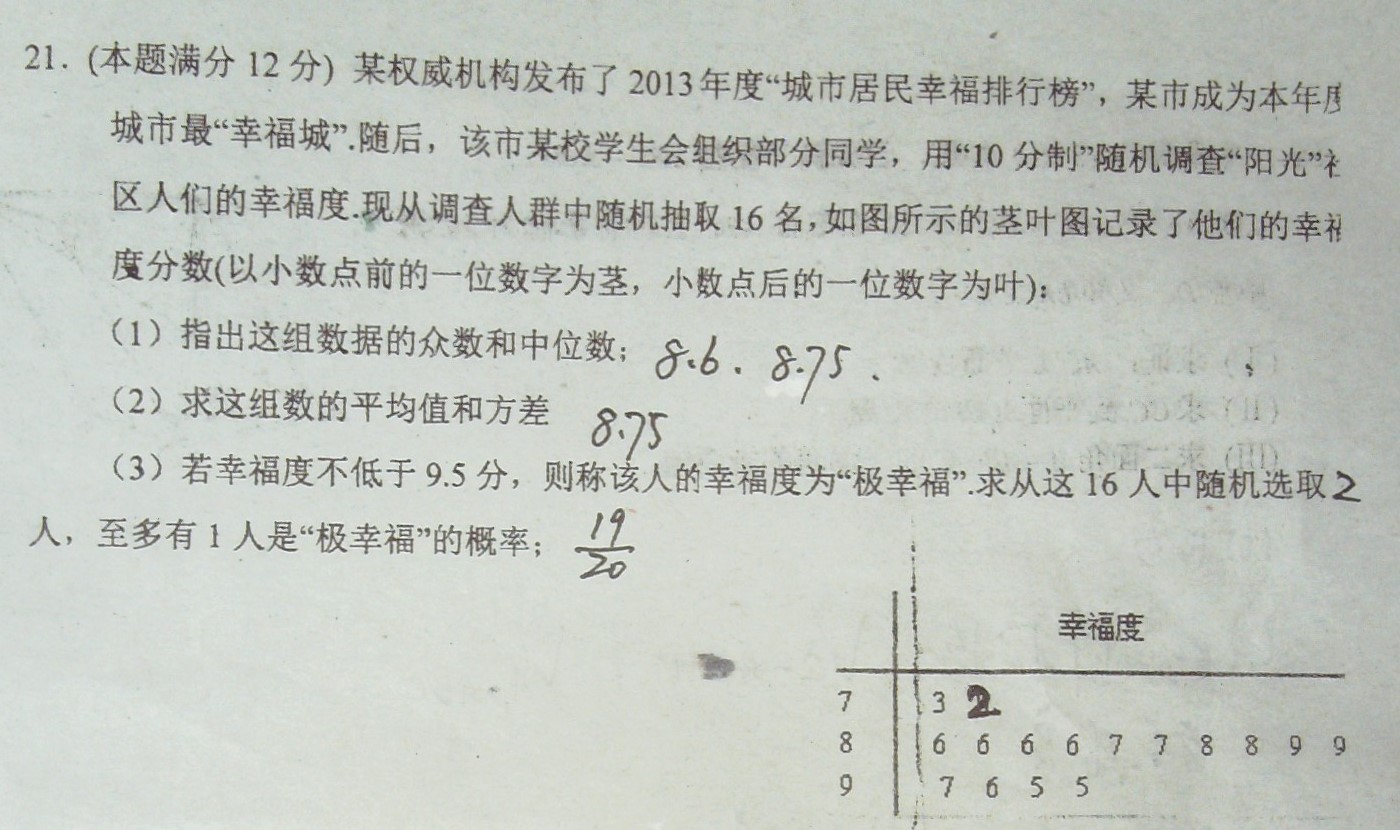 21. (本题满分 12 分) 某权威机构发布了 2013 年度“城市居民幸福排行榜”，某市成为本年度
城市最“幸福城”.随后，该市某校学生会组织部分同学，用“10 分制”随机调查“阳光”社
区人们的幸福度.现从调查人群中随机抽取 16 名，如图所示的茎叶图记录了他们的幸福
度分数(以小数点前的一位数字为茎，小数点后的一位数字为叶)：
（1）指出这组数据的众数和中位数； 8.6 . 8.75 .
（2）求这组数的平均值和方差 8.75
（3）若幸福度不低于 9.5 分，则称该人的幸福度为“极幸福”.求从这 16 人中随机选取 2
人，至多有 1 人是“极幸福”的概率； 19/20
幸福度
7 3 2
8 6 6 6 6 7 7 8 8 9 9
9 7 6 5 5